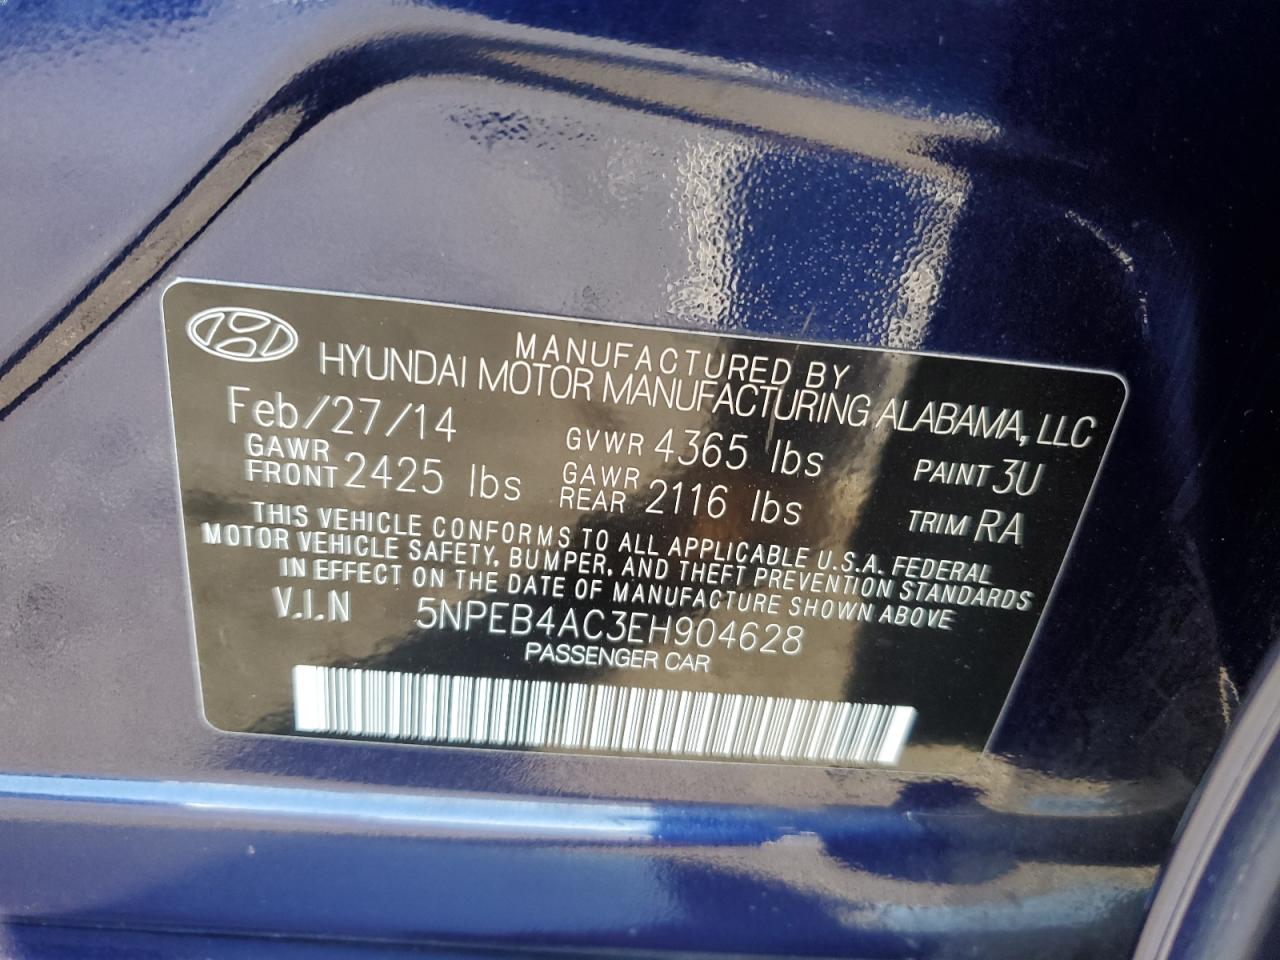 MANUFACTURED BY
HYUNDAI MOTOR MANUFACTURING ALABAMA, LLC
Feb/27/14 GVWR 4365 lbs PAINT 3U
GAWR FRONT 2425 lbs GAWR REAR 2116 lbs TRIM RA
THIS VEHICLE CONFORMS TO ALL APPLICABLE U.S.A. FEDERAL
MOTOR VEHICLE SAFETY, BUMPER, AND THEFT PREVENTION STANDARDS
IN EFFECT ON THE DATE OF MANUFACTURE SHOWN ABOVE
V.I.N 5NPEB4AC3EH904628
PASSENGER CAR